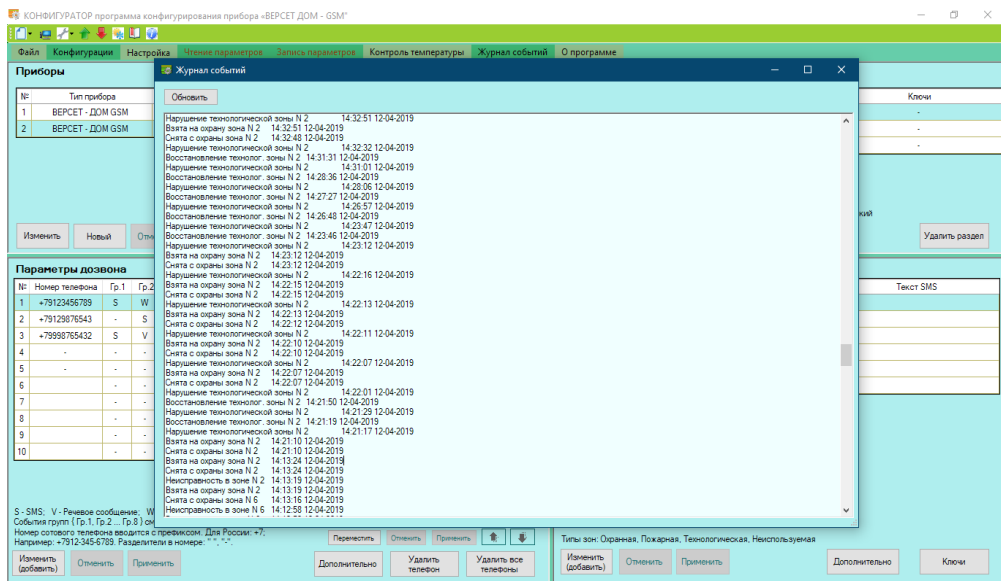 КОНФИГУРАТОР программа конфигурирования прибора «ВЕРСЕТ ДОМ - GSM"
Файл Конфигурации Настройка Чтение параметров Запись параметров Контроль температуры Журнал событий О программе
Приборы
№ Тип прибора
1 ВЕРСЕТ - ДОМ GSM
2 ВЕРСЕТ - ДОМ GSM
Изменить Новый
Ключи
-
-
-
кий
Удалить раздел
Журнал событий
Обновить
Нарушение технологической зоны N 2 14:32:51 12-04-2019
Взята на охрану зона N 2 14:32:51 12-04-2019
Снята с охраны зона N 2 14:32:48 12-04-2019
Нарушение технологической зоны N 2 14:32:32 12-04-2019
Восстановление технолог. зоны N 2 14:31:31 12-04-2019
Нарушение технологической зоны N 2 14:31:01 12-04-2019
Восстановление технолог. зоны N 2 14:28:36 12-04-2019
Нарушение технологической зоны N 2 14:28:06 12-04-2019
Восстановление технолог. зоны N 2 14:27:27 12-04-2019
Нарушение технологической зоны N 2 14:26:57 12-04-2019
Восстановление технолог. зоны N 2 14:26:48 12-04-2019
Нарушение технологической зоны N 2 14:23:47 12-04-2019
Восстановление технолог. зоны N 2 14:23:46 12-04-2019
Нарушение технологической зоны N 2 14:23:12 12-04-2019
Взята на охрану зона N 2 14:23:12 12-04-2019
Снята с охраны зона N 2 14:23:12 12-04-2019
Нарушение технологической зоны N 2 14:22:16 12-04-2019
Взята на охрану зона N 2 14:22:15 12-04-2019
Снята с охраны зона N 2 14:22:15 12-04-2019
Нарушение технологической зоны N 2 14:22:13 12-04-2019
Взята на охрану зона N 2 14:22:13 12-04-2019
Снята с охраны зона N 2 14:22:12 12-04-2019
Нарушение технологической зоны N 2 14:22:11 12-04-2019
Взята на охрану зона N 2 14:22:10 12-04-2019
Снята с охраны зона N 2 14:22:10 12-04-2019
Нарушение технологической зоны N 2 14:22:07 12-04-2019
Взята на охрану зона N 2 14:22:07 12-04-2019
Снята с охраны зона N 2 14:22:07 12-04-2019
Нарушение технологической зоны N 2 14:22:01 12-04-2019
Восстановление технолог. зоны N 2 14:21:50 12-04-2019
Нарушение технологической зоны N 2 14:21:29 12-04-2019
Восстановление технолог. зоны N 2 14:21:19 12-04-2019
Нарушение технологической зоны N 2 14:21:17 12-04-2019
Взята на охрану зона N 2 14:21:10 12-04-2019
Снята с охраны зона N 2 14:21:10 12-04-2019
Взята на охрану зона N 2 14:13:24 12-04-2019
Снята с охраны зона N 2 14:13:24 12-04-2019
Неисправность в зоне N 2 14:13:19 12-04-2019
Взята на охрану зона N 2 14:13:19 12-04-2019
Снята с охраны зона N 6 14:13:16 12-04-2019
Неисправность в зоне N 6 14:12:58 12-04-2019
Параметры дозвона
№ Номер телефона Гр.1 Гр.2
1 +79123456789 S W
2 +79129876543 - S
3 +79998765432 S V
4 - - -
5 - - -
6 - -
7 - -
8 - -
9 - -
10 - -
Текст SMS
S - SMS; V - Речевое сообщение; W
События групп { Гр.1, Гр.2 ... Гр.8 } см
Номер сотового телефона вводится с префиксом. Для России: +7;
Например: +7912-345-6789. Разделители в номере: " ", "-".
Переместить Отменить Применить
Изменить (добавить) Отменить Применить Дополнительно Удалить телефон Удалить все телефоны
Типы зон: Охранная, Пожарная, Технологическая, Неиспользуемая
Изменить (добавить) Отменить Применить Дополнительно Ключи